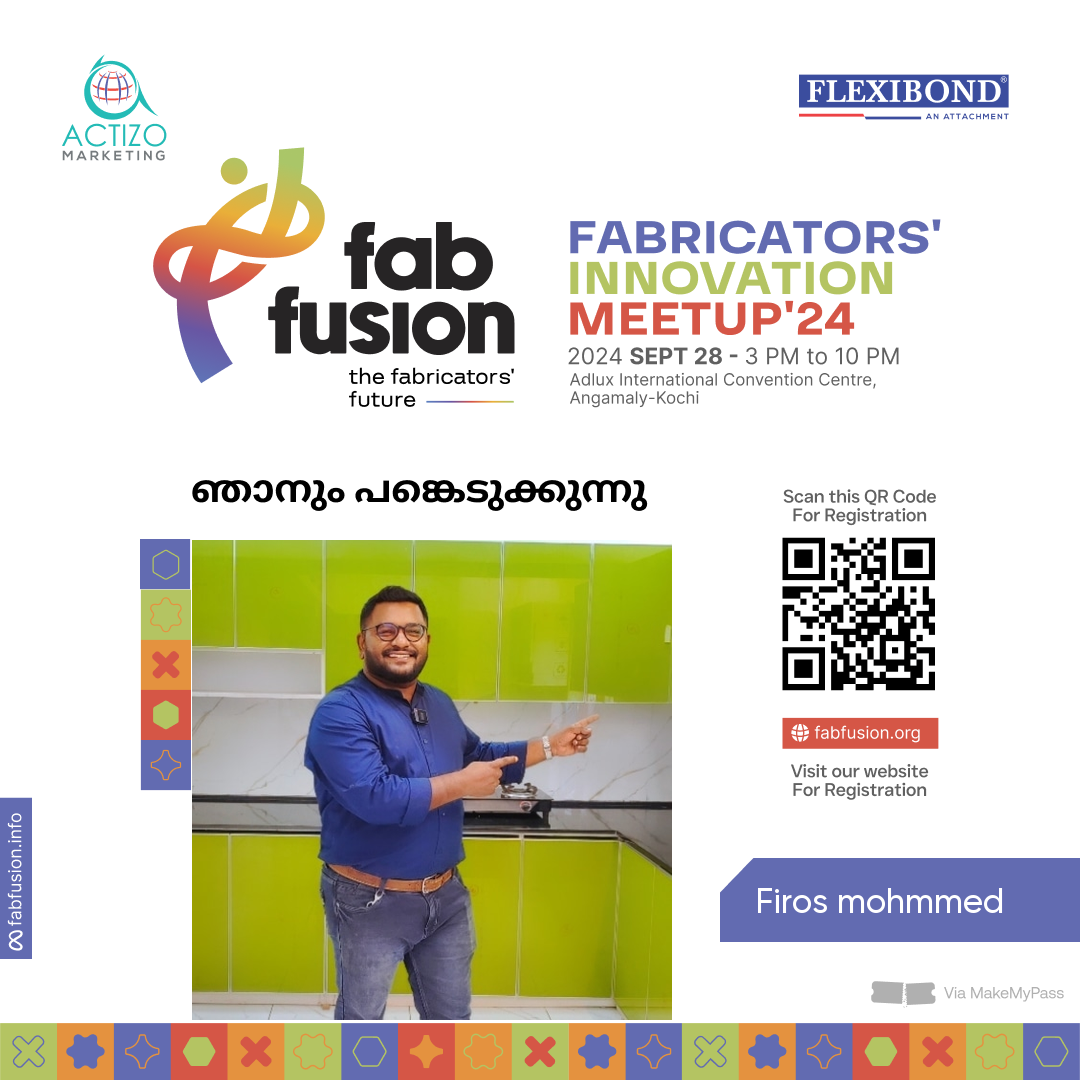 ACTIZO
MARKETING
FLEXIBOND®
AN ATTACHMENT
fab
fusion
the fabricators'
future
FABRICATORS'
INNOVATION
MEETUP'24
2024 SEPT 28 - 3 PM to 10 PM
Adlux International Convention Centre,
Angamaly-Kochi
ഞാനും പങ്കെടുക്കുന്നു
Scan this QR Code
For Registration
fabfusion.org
Visit our website
For Registration
fabfusion.info
Firos mohmmed
Via MakeMyPass